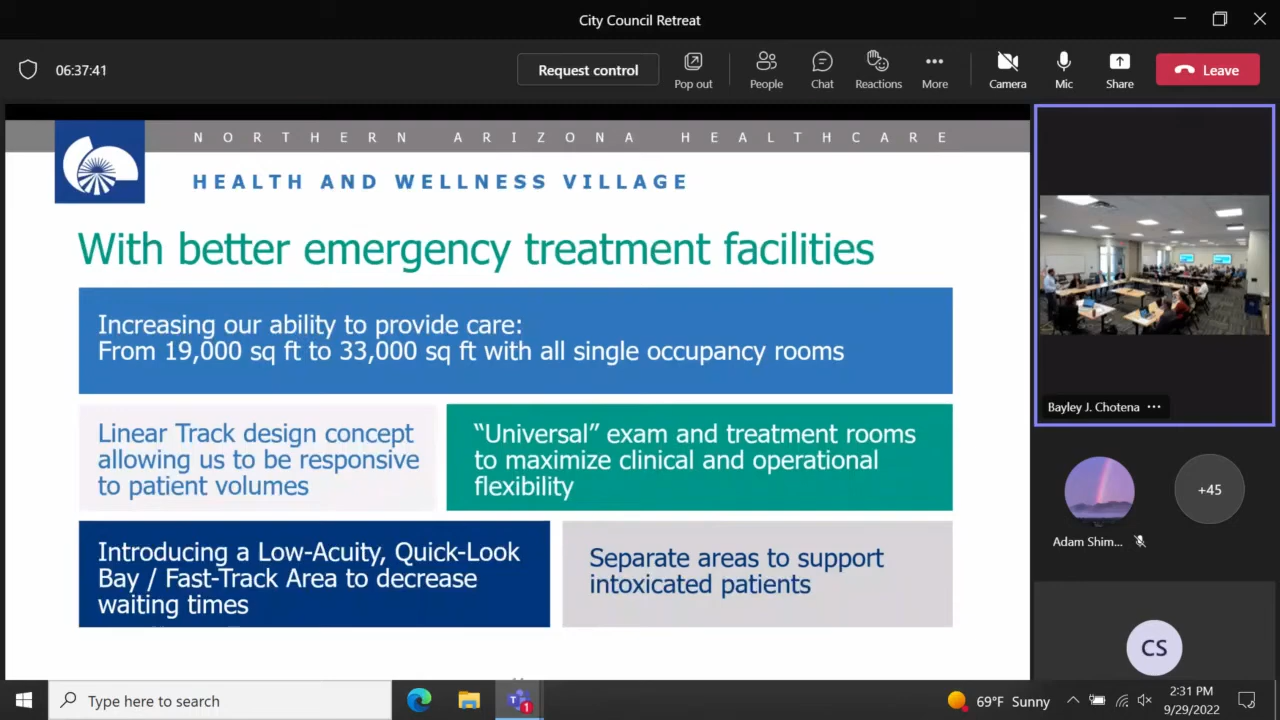 City Council Retreat
06:37:41
Request control
Pop out
People
Chat
Reactions
More
Camera
Mic
Share
Leave
NORTHERN ARIZONA HEALTHCARE
HEALTH AND WELLNESS VILLAGE
With better emergency treatment facilities
Increasing our ability to provide care:
From 19,000 sq ft to 33,000 sq ft with all single occupancy rooms
Linear Track design concept
allowing us to be responsive
to patient volumes
“Universal” exam and treatment rooms
to maximize clinical and operational
flexibility
Introducing a Low-Acuity, Quick-Look
Bay / Fast-Track Area to decrease
waiting times
Separate areas to support
intoxicated patients
Bayley J. Chotena
Adam Shim...
+45
CS
Type here to search
1
69°F Sunny
2:31 PM
9/29/2022